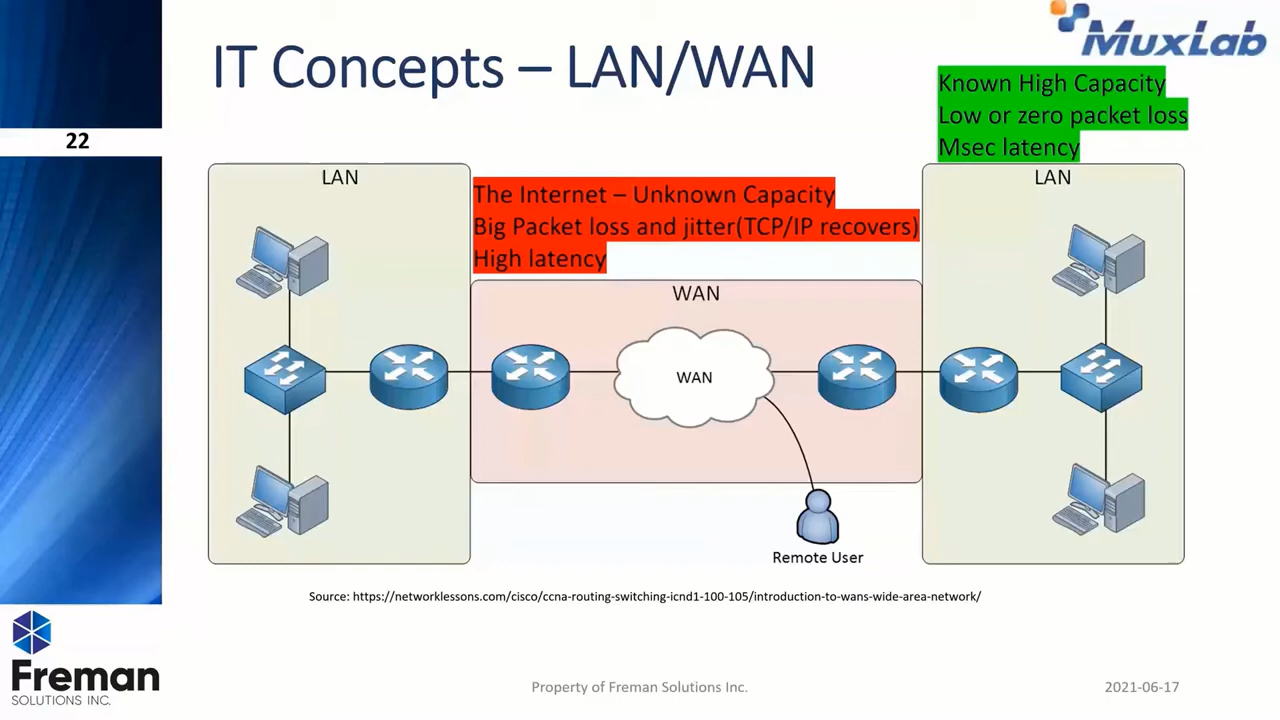 MuxLab
IT Concepts – LAN/WAN
Known High Capacity
Low or zero packet loss
Msec latency
22
LAN
The Internet – Unknown Capacity
Big Packet loss and jitter(TCP/IP recovers)
High latency
LAN
WAN
WAN
Remote User
Source: https://networklessons.com/cisco/ccna-routing-switching-icnd1-100-105/introduction-to-wans-wide-area-network/
Freman
SOLUTIONS INC.
Property of Freman Solutions Inc.
2021-06-17